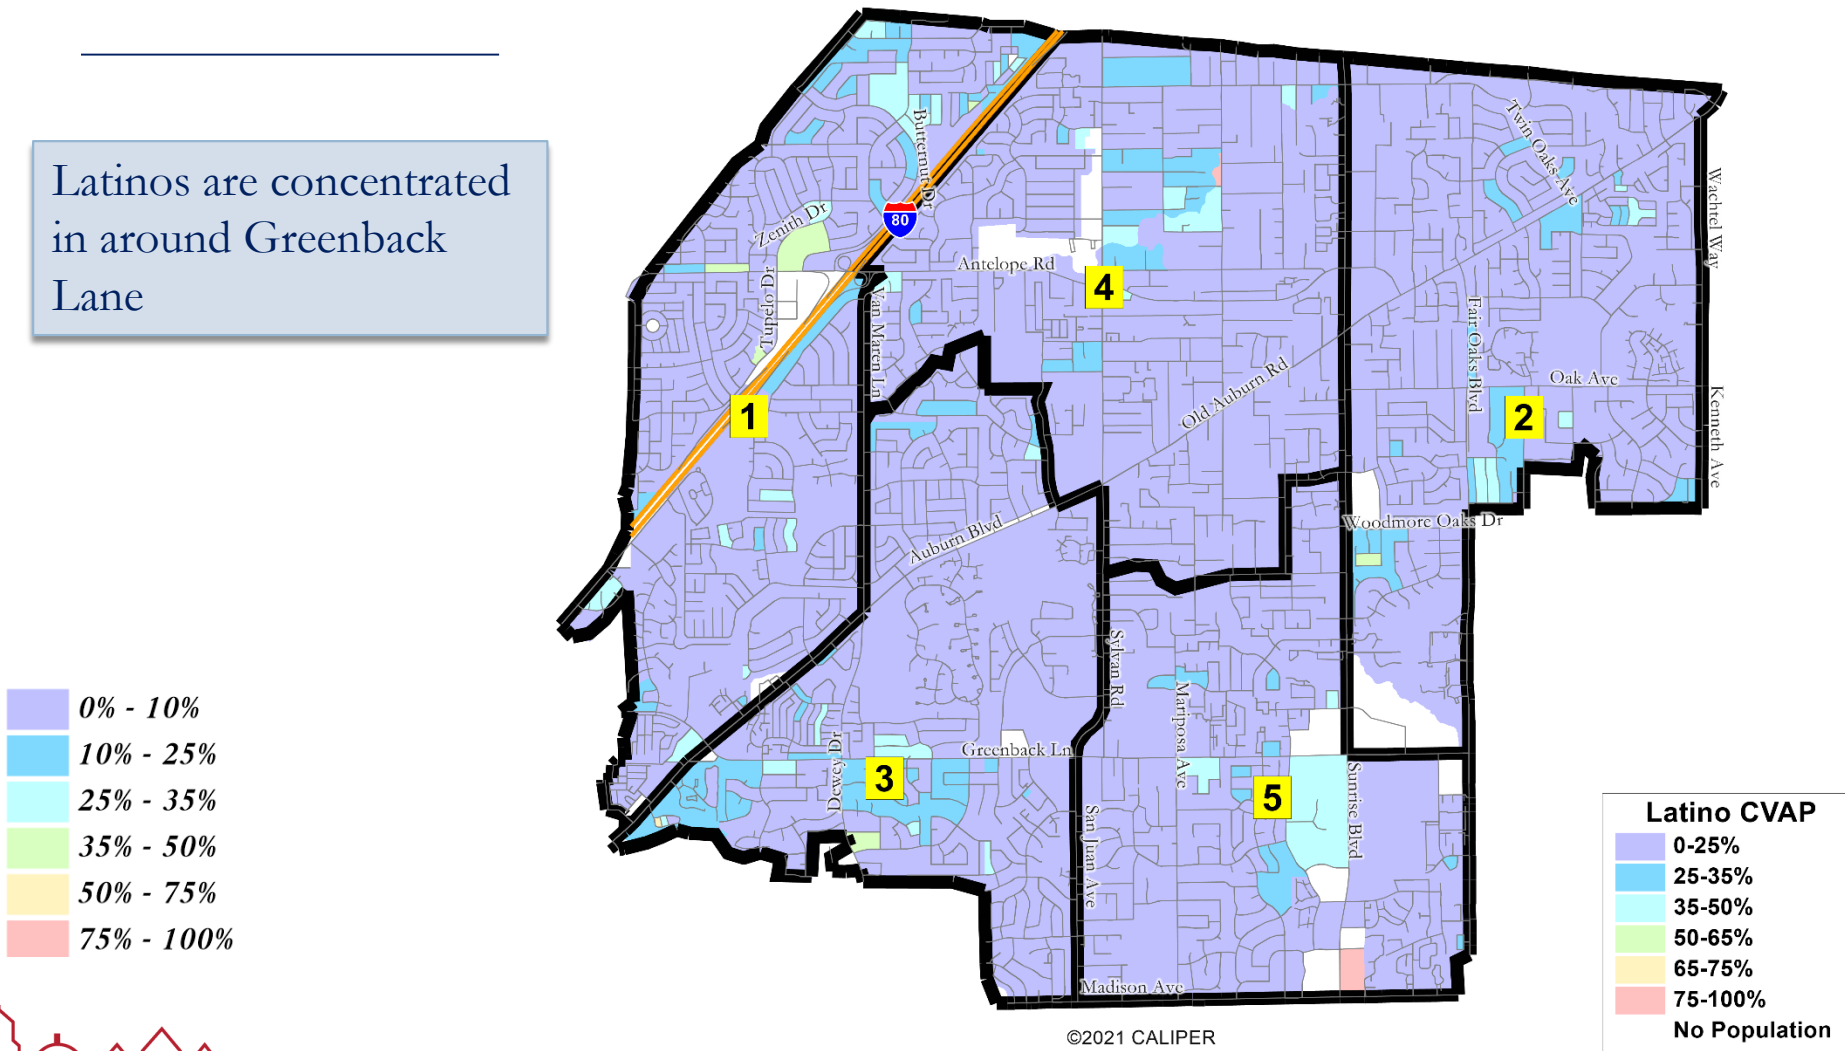 Latinos are concentrated
in around Greenback
Lane
0% - 10%
10% - 25%
25% - 35%
35% - 50%
50% - 75%
75% - 100%
Butternut Dr
80
Zenith Dr
Tupelo Dr
Van Maren Ln
Antelope Rd
4
Twin Oaks Ave
Wachtel Way
Fair Oaks Blvd
Oak Ave
Kenneth Ave
Old Auburn Rd
1
2
Auburn Blvd
Woodmore Oaks Dr
Sylvan Rd
Mariposa Ave
Greenback Ln
Dewey Dr
3
5
Sunrise Blvd
San Juan Ave
Madison Ave
©2021 CALIPER
Latino CVAP
0-25%
25-35%
35-50%
50-65%
65-75%
75-100%
No Population